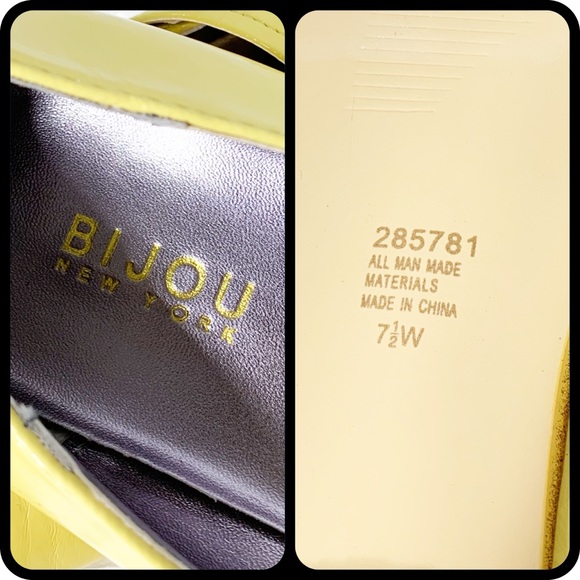 BIJOU
NEW YORK
285781
ALL MAN MADE
MATERIALS
MADE IN CHINA
7½W